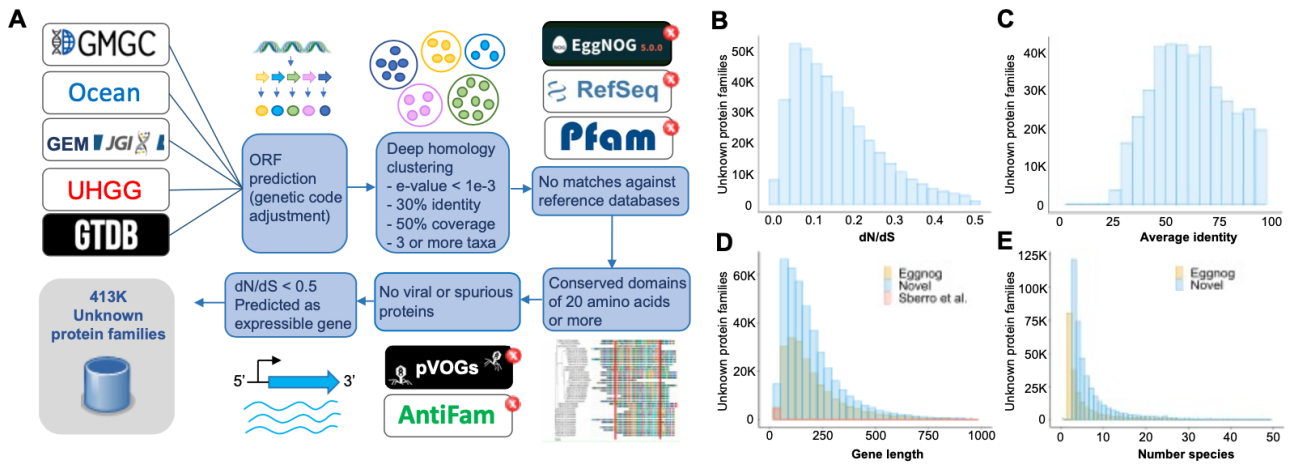 A
GMGC
Ocean
GEM JGI
UHGG
GTDB
ORF
prediction
(genetic code
adjustment)
Deep homology
clustering
- e-value < 1e-3
- 30% identity
- 50% coverage
- 3 or more taxa
NOG
EggNOG 5.0.0
x
RefSeq
x
Pfam
x
No matches against
reference databases
Conserved domains
of 20 amino acids
or more
No viral or spurious
proteins
pVOGs
x
AntiFam
x
dN/dS < 0.5
Predicted as
expressible gene
5’ 3’
413K
Unknown
protein families
B
Unknown protein families
50K
40K
30K
20K
10K
0
0.0 0.1 0.2 0.3 0.4 0.5
dN/dS
C
Unknown protein families
40K
30K
20K
10K
0
25 50 75 100
Average identity
D
Unknown protein families
60K
40K
20K
0
Eggnog
Novel
Sberro et al.
0 250 500 750 1000
Gene length
E
Unknown protein families
125K
100K
75K
50K
25K
0
Eggnog
Novel
0 10 20 30 40 50
Number species